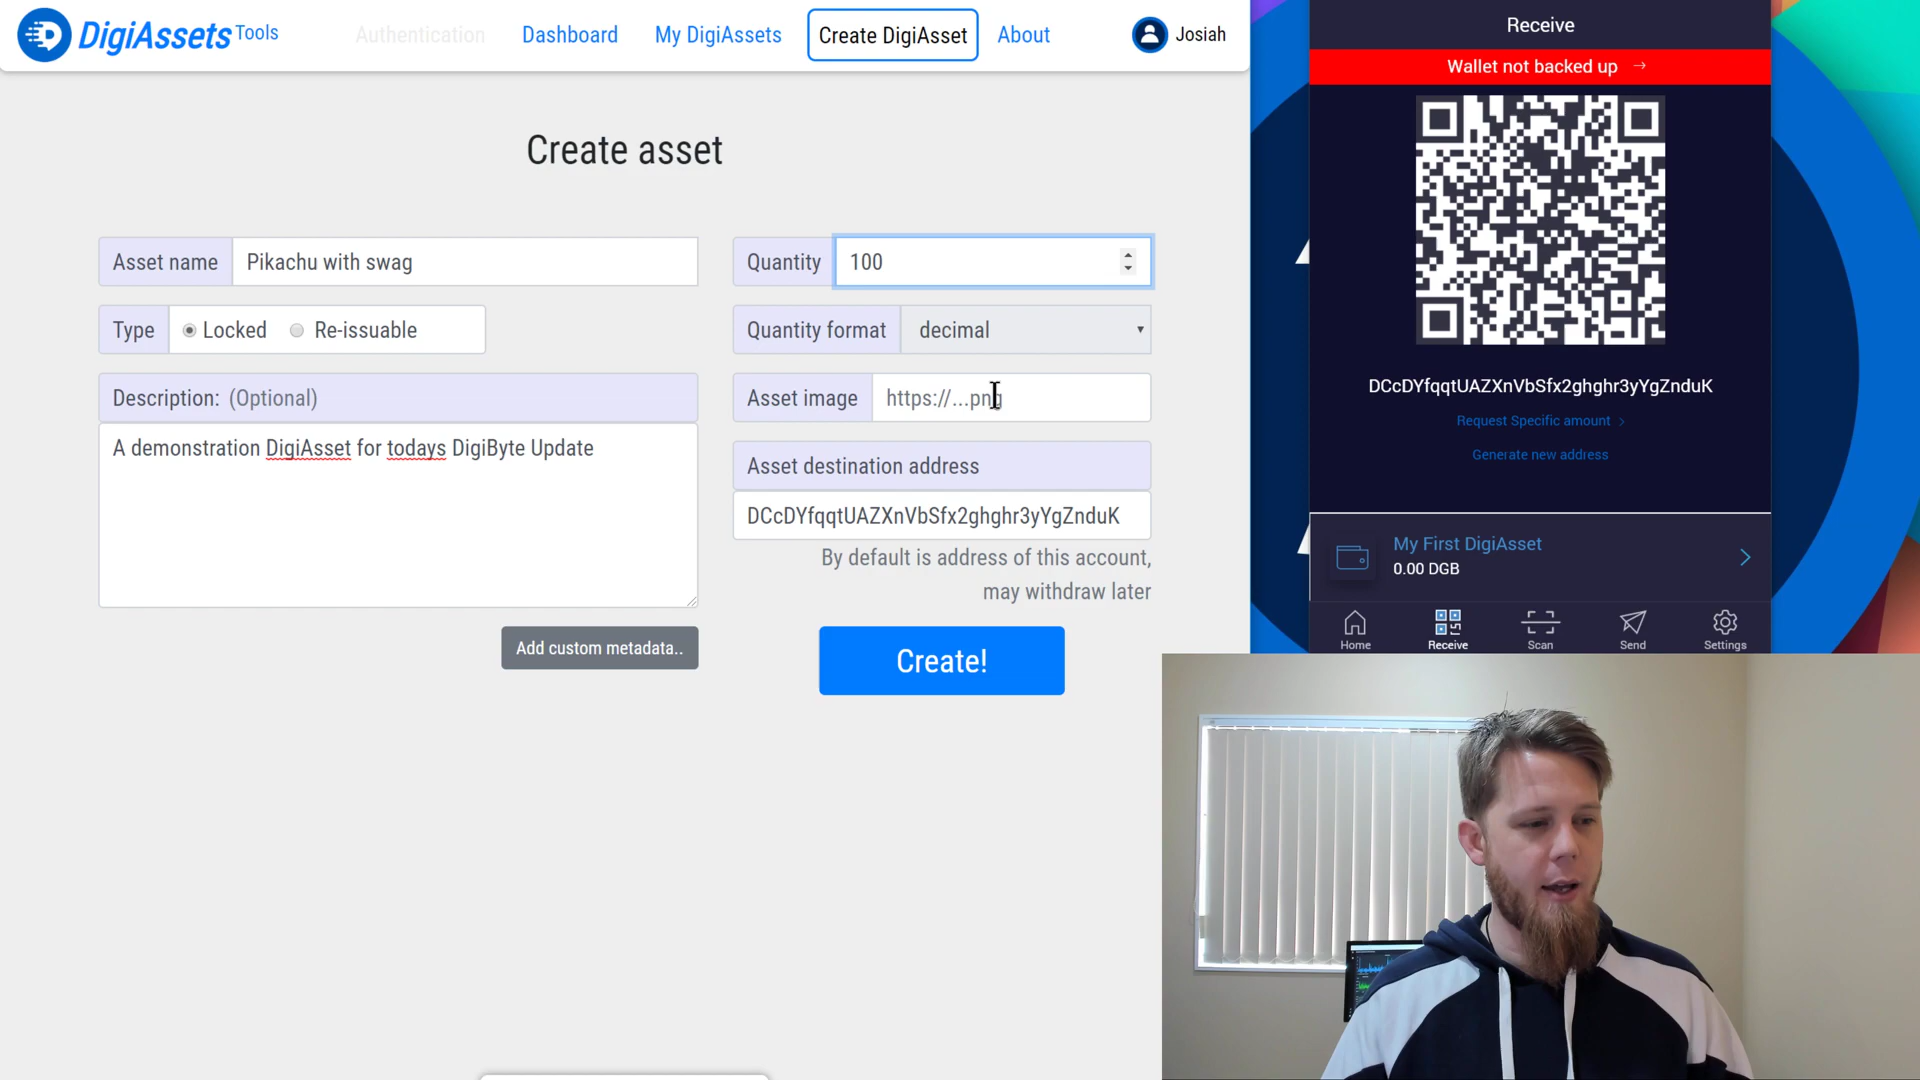 DigiAssets Tools
Authentication
Dashboard
My DigiAssets
Create DigiAsset
About
Josiah
Create asset
Asset name
Pikachu with swag
Type
Locked
Re-issuable
Description: (Optional)
A demonstration DigiAsset for todays DigiByte Update
Add custom metadata..
Quantity
100
Quantity format
decimal
Asset image
https://...png
Asset destination address
DCcDYfqqtUAZXnVbSfx2ghghr3yYgZnduK
By default is address of this account,
may withdraw later
Create!
Receive
Wallet not backed up →
DCcDYfqqtUAZXnVbSfx2ghghr3yYgZnduK
Request Specific amount >
Generate new address
My First DigiAsset
0.00 DGB
Home
Receive
Scan
Send
Settings